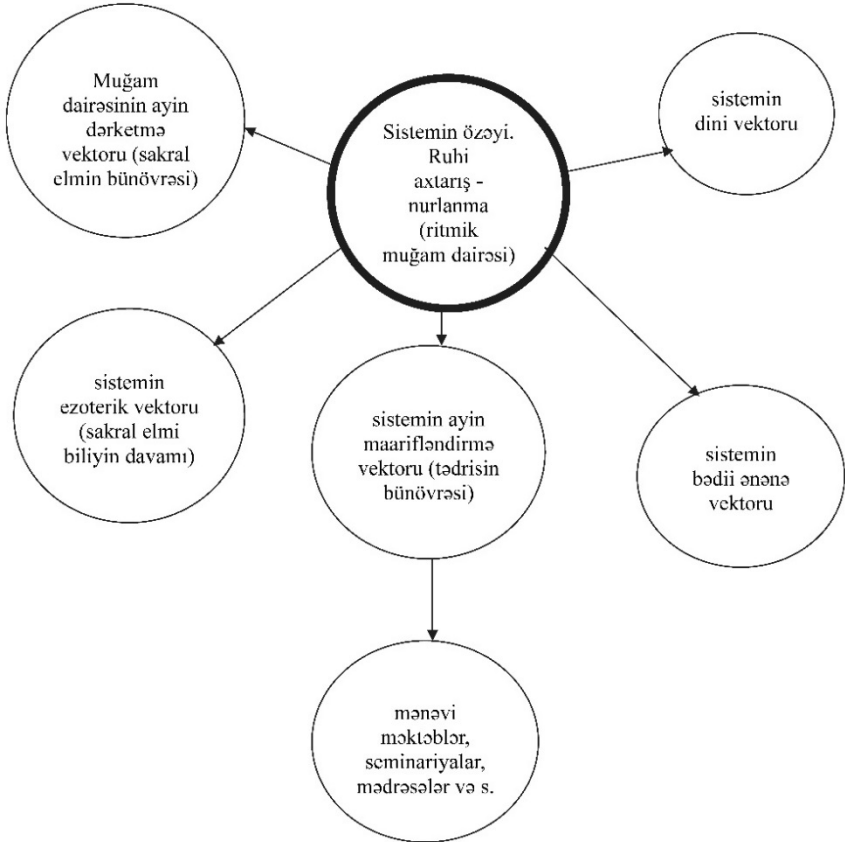 Muğam
dairəsinin ayin
dərketmə
vektoru (sakral
elmin bünövrəsi)
Sistemin özəyi.
Ruhi
axtarış -
nurlanma
(ritmik
muğam dairəsi)
sistemin
dini vektoru
sistemin
ezoterik vektoru
(sakral elmi
biliyin davamı)
sistemin ayin
maarifləndirmə
vektoru (tədrisin
bünövrəsi)
sistemin
bədii ənənə
vektoru
mənəvi
məktəblər,
seminariyalar,
mədrəsələr və s.